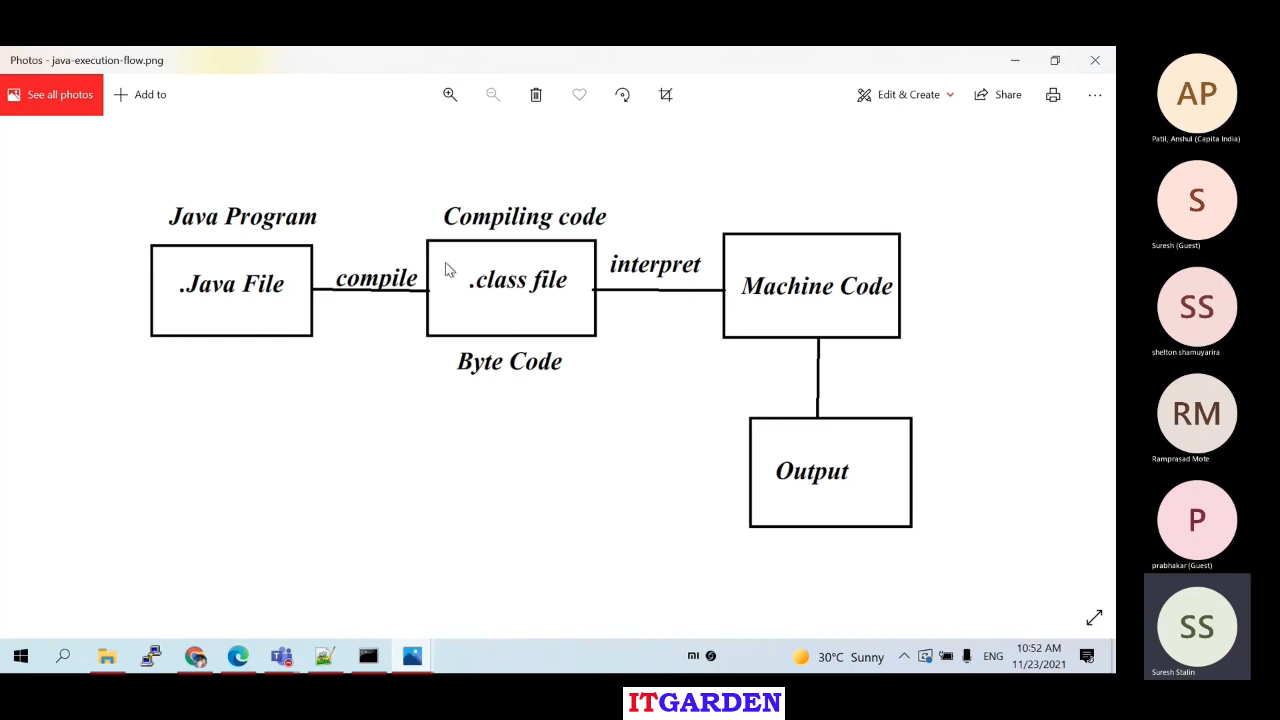 Photos - java-execution-flow.png
See all photos
Add to
Edit & Create
Share
Java Program
Compiling code
.Java File
compile
.class file
interpret
Machine Code
Byte Code
Output
AP
Patil, Anshul (Capita India)
S
Suresh (Guest)
SS
shelton shamuyarira
RM
Ramprasad Mote
P
prabhakar (Guest)
SS
Suresh Stalin
MI
30°C Sunny
ENG
10:52 AM
11/23/2021
ITGARDEN